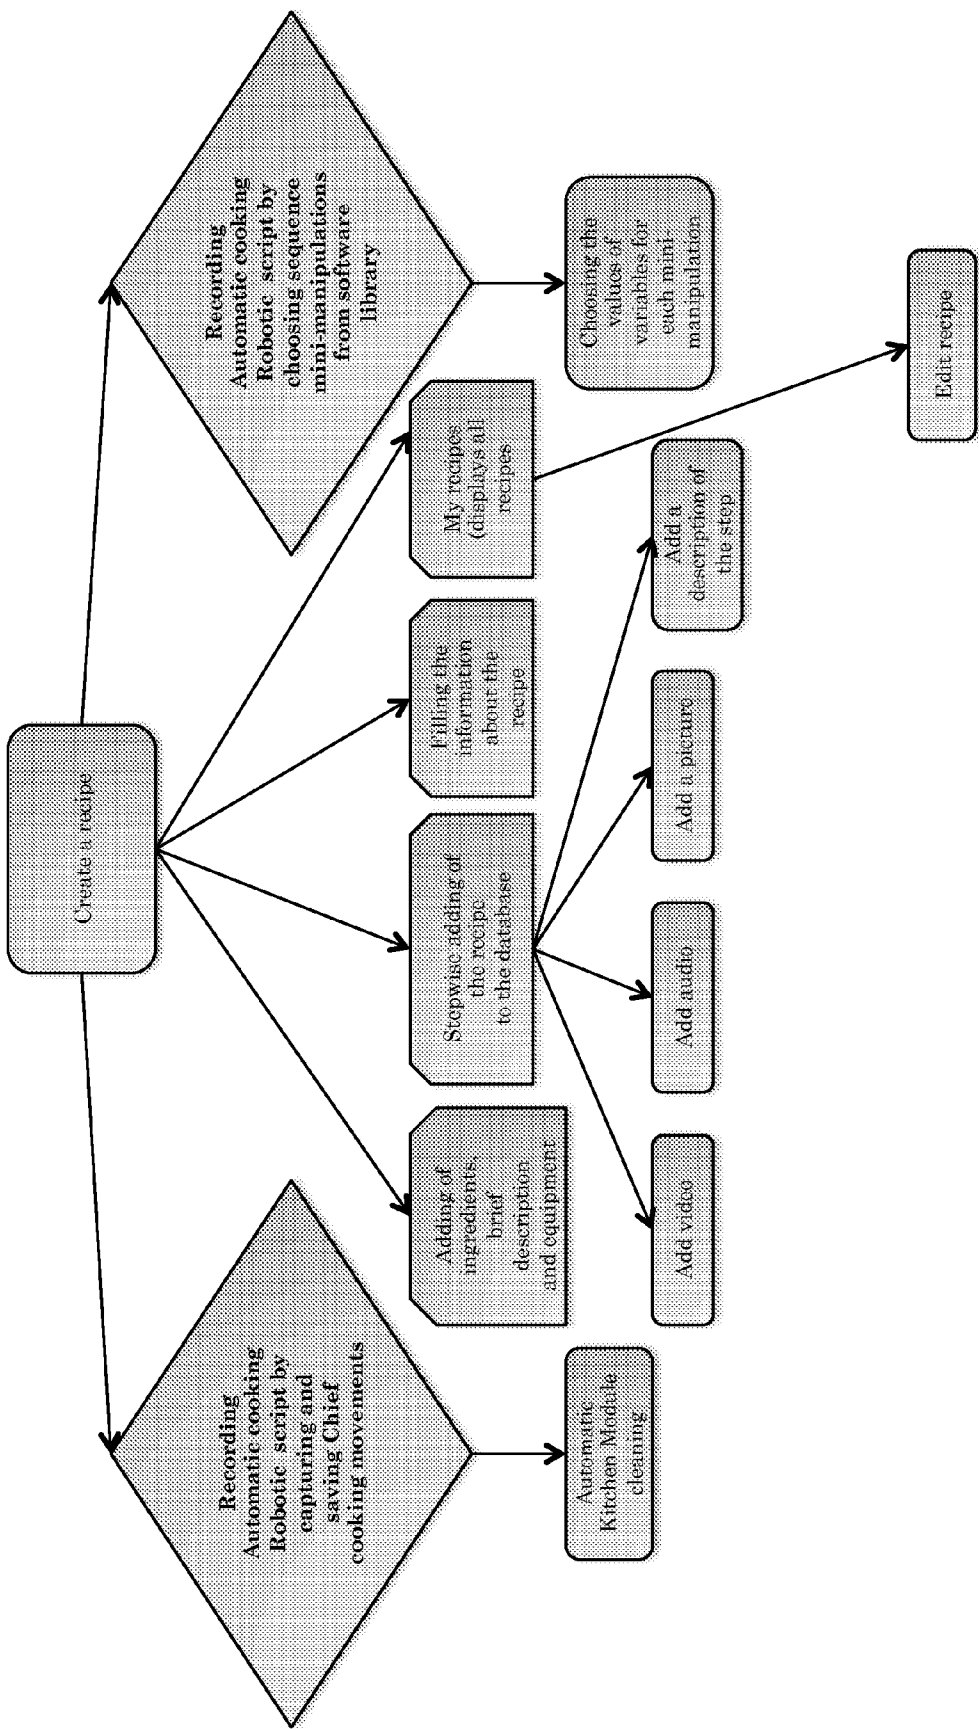 Create a recipe
Recording
Automatic cooking
Robotic script by
capturing and
saving Chief
cooking movements
Recording
Automatic cooking
Robotic script by
choosing sequence
mini-manipulations
from software
library
Adding of
ingredients,
brief
description
and equipment
Stepwise adding of
the recipe
to the database
Filling the
information
about the
recipe
My recipes
(displays all
recipes
Automatic
Kitchen Module
cleaning
Choosing the
values of
variables for
each mini-
manipulation
Add video
Add audio
Add a picture
Add a
description of
the step
Edit recipe